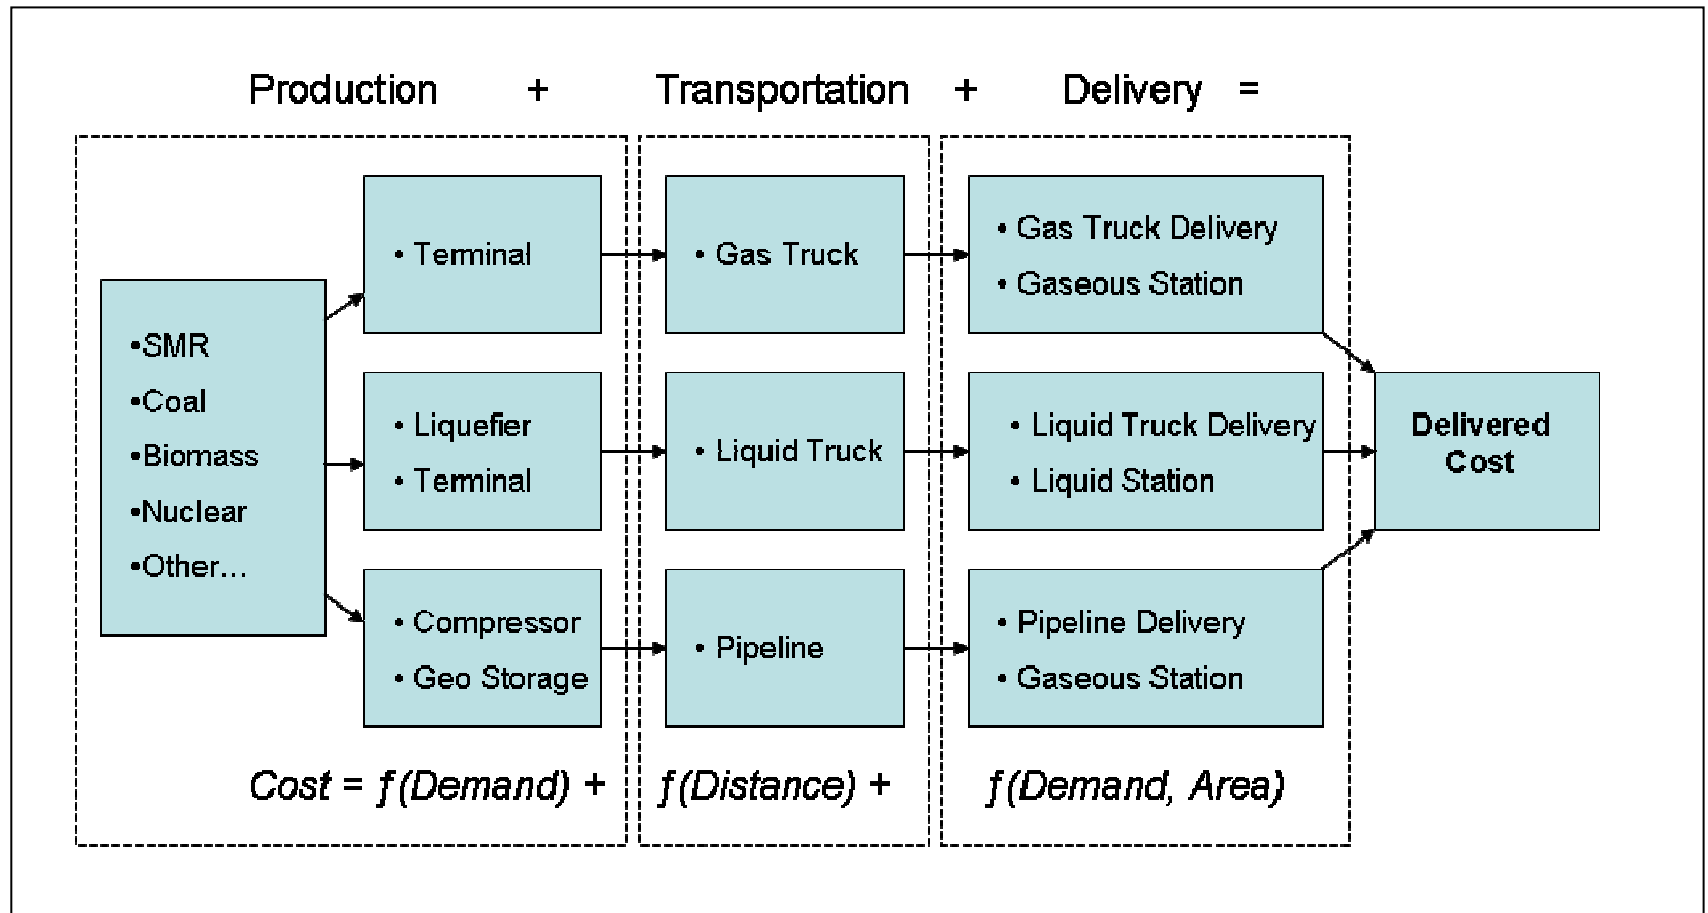 Production + Transportation + Delivery =
•SMR
•Coal
•Biomass
•Nuclear
•Other...
• Terminal
• Gas Truck
• Gas Truck Delivery
• Gaseous Station
• Liquefier
• Terminal
• Liquid Truck
• Liquid Truck Delivery
• Liquid Station
• Compressor
• Geo Storage
• Pipeline
• Pipeline Delivery
• Gaseous Station
Delivered
Cost
Cost = ƒ(Demand) + ƒ(Distance) + ƒ(Demand, Area)